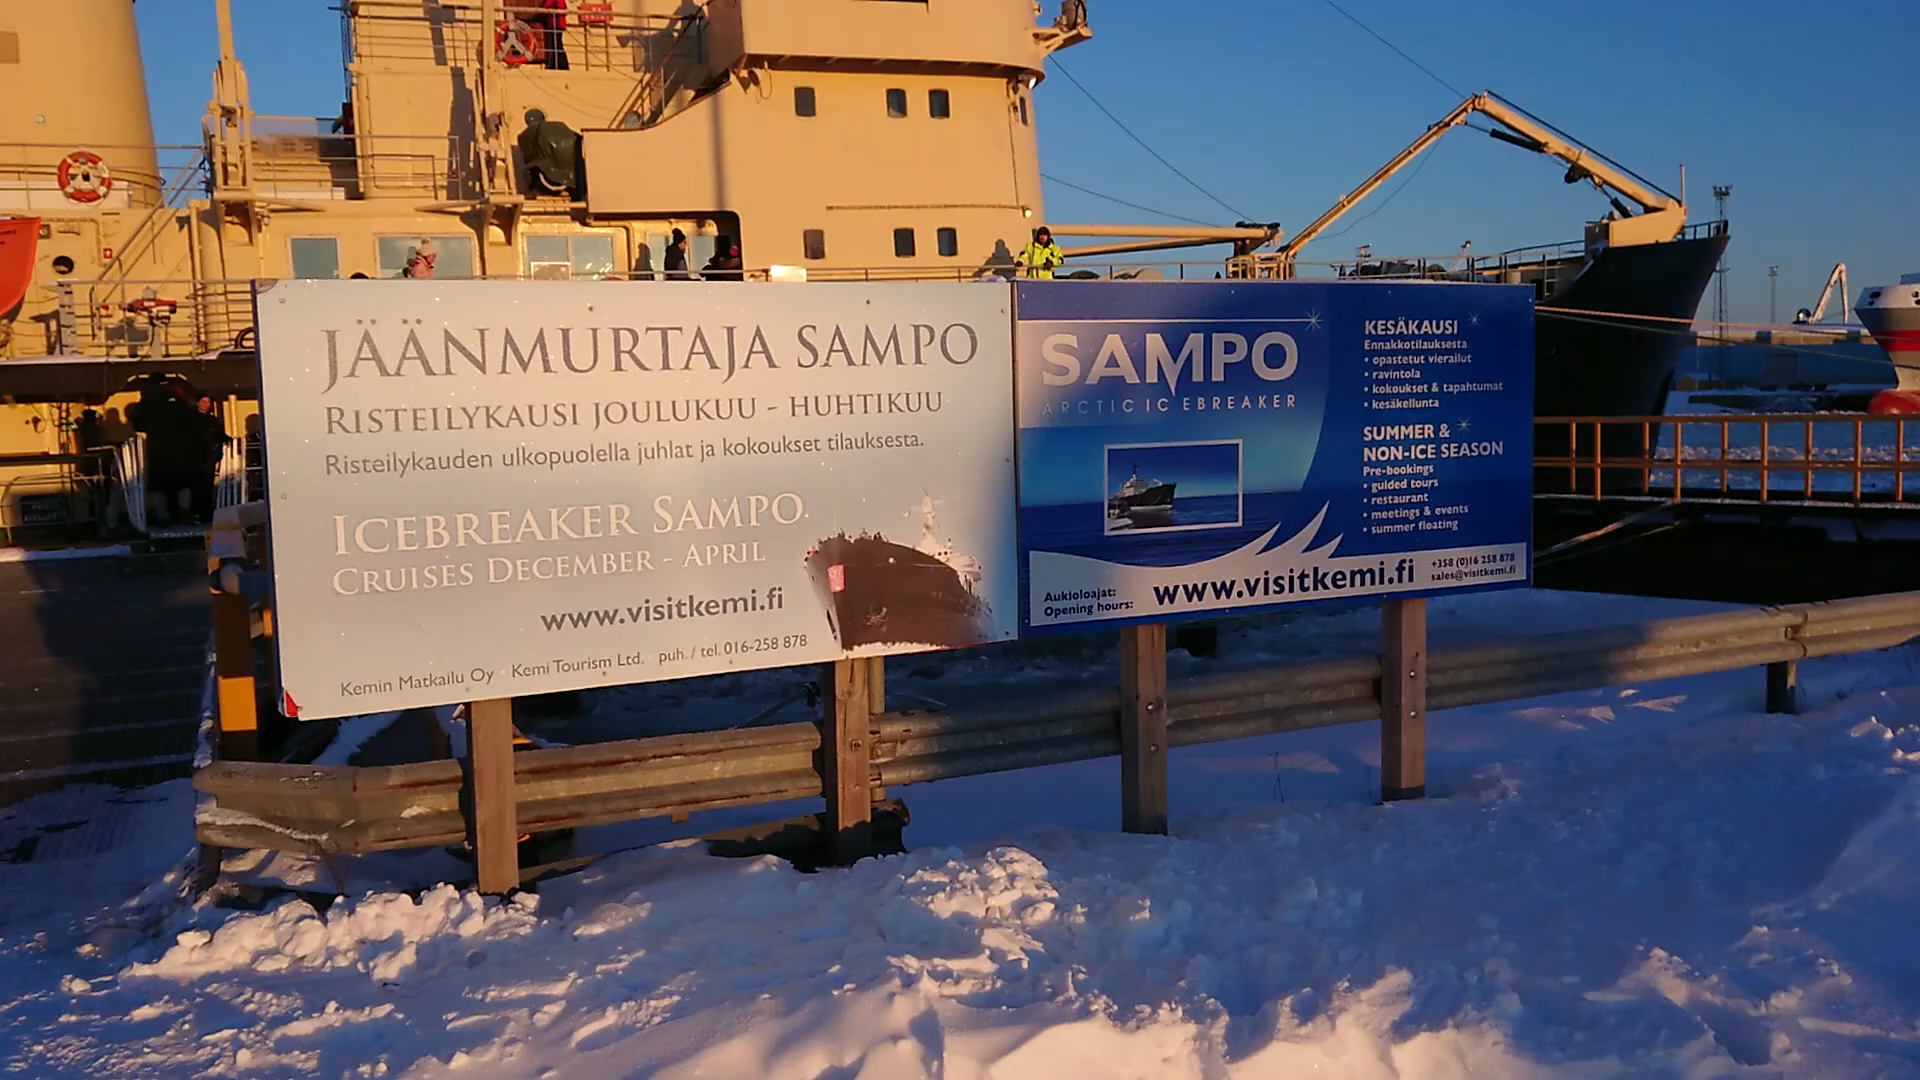 JÄÄNMURTAJA SAMPO
RISTEILYKAUSI JOULUKUU - HUHTIKUU
Risteilykauden ulkopuolella juhlat ja kokoukset tilauksesta.
ICEBREAKER SAMPO
CRUISES DECEMBER - APRIL
www.visitkemi.fi
Kemin Matkailu Oy · Kemi Tourism Ltd. puh. / tel. 016-258 878
SAMPO
ARCTIC ICEBREAKER
KESÄKAUSI
Ennakkotilauksesta
• opastetut vierailut
• ravintola
• kokoukset & tapahtumat
• kesäkellunta
SUMMER &
NON-ICE SEASON
Pre-bookings
• guided tours
• restaurant
• meetings & events
• summer floating
Aukioloajat:
Opening hours:
www.visitkemi.fi
+358 (0)16 258 878
sales@visitkemi.fi